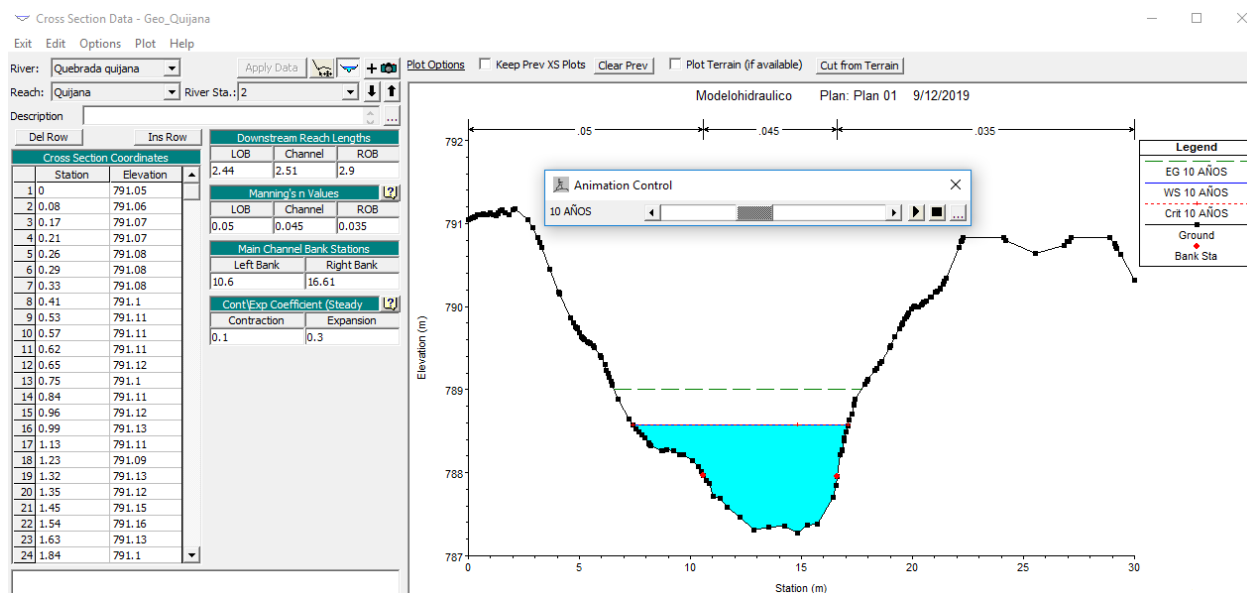 Cross Section Data - Geo_Quijana
Exit Edit Options Plot Help
River: Quebrada quijana
Apply Data
Reach: Quijana River Sta.: 2
Description
...
Del Row Ins Row
Cross Section Coordinates
Station Elevation
1 0 791.05
2 0.08 791.06
3 0.17 791.07
4 0.21 791.07
5 0.26 791.08
6 0.29 791.08
7 0.33 791.08
8 0.41 791.1
9 0.53 791.11
10 0.57 791.11
11 0.62 791.11
12 0.65 791.12
13 0.75 791.1
14 0.84 791.11
15 0.96 791.12
16 0.99 791.13
17 1.13 791.11
18 1.23 791.09
19 1.32 791.13
20 1.35 791.12
21 1.45 791.15
22 1.54 791.16
23 1.63 791.13
24 1.84 791.1
Downstream Reach Lengths
LOB Channel ROB
2.44 2.51 2.9
Manning's n Values
LOB Channel ROB
0.05 0.045 0.035
Main Channel Bank Stations
Left Bank Right Bank
10.6 16.61
Cont\Exp Coefficient (Steady
Contraction Expansion
0.1 0.3
Plot Options Keep Prev XS Plots Clear Prev Plot Terrain (if available) Cut from Terrain
Modelohidraulico Plan: Plan 01 9/12/2019
.05 .045 .035
Animation Control
10 AÑOS
...
Legend
EG 10 AÑOS
WS 10 AÑOS
Crit 10 AÑOS
Ground
Bank Sta
792
791
790
789
788
787
Elevation (m)
0 5 10 15 20 25 30
Station (m)